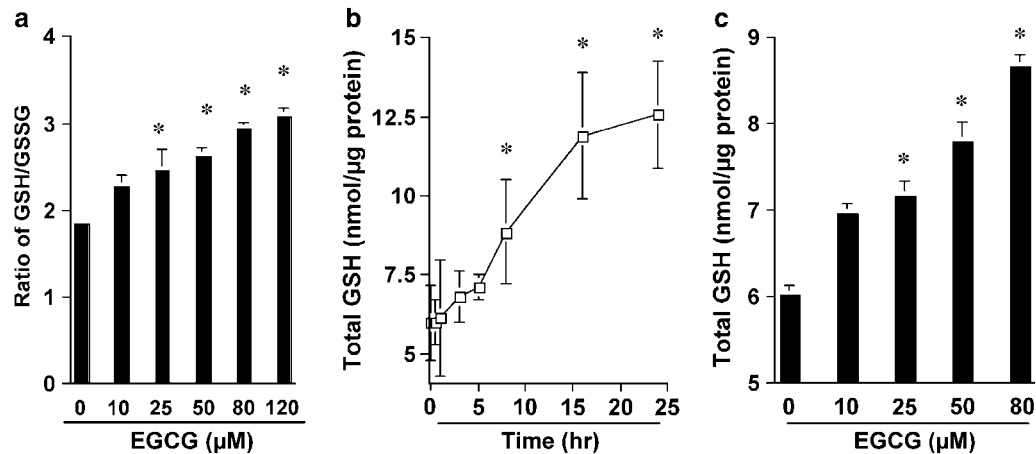 a
Ratio of GSH/GSSG
4
3
2
1
0
* * * *
0 10 25 50 80 120
EGCG (µM)
b
Total GSH (nmol/µg protein)
15
12.5
10
7.5
5
* * *
0 5 10 15 20 25
Time (hr)
c
Total GSH (nmol/µg protein)
9
8
7
6
5
* * *
0 10 25 50 80
EGCG (µM)